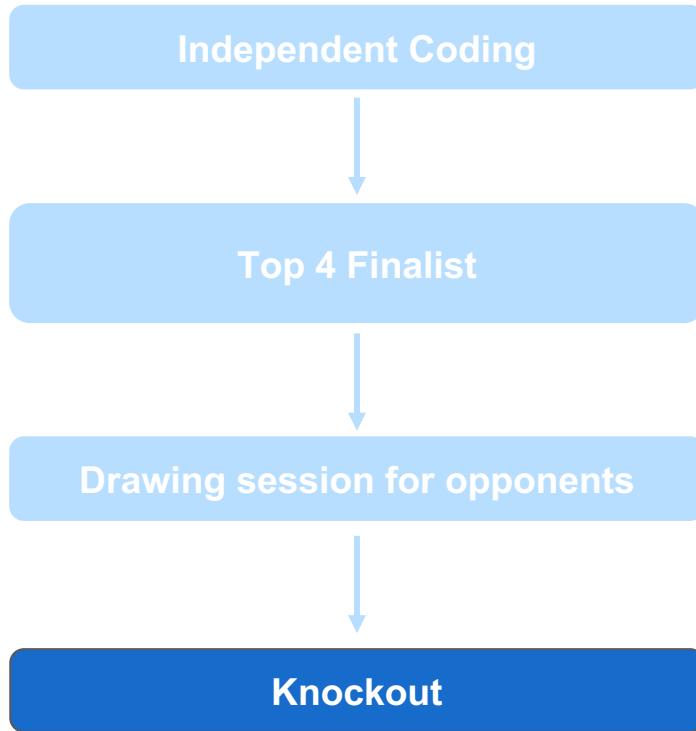 Independent Coding
Top 4 Finalist
Drawing session for opponents
Knockout